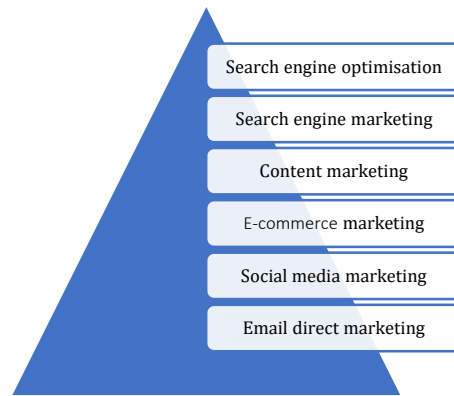 Search engine optimisation
Search engine marketing
Content marketing
E-commerce marketing
Social media marketing
Email direct marketing